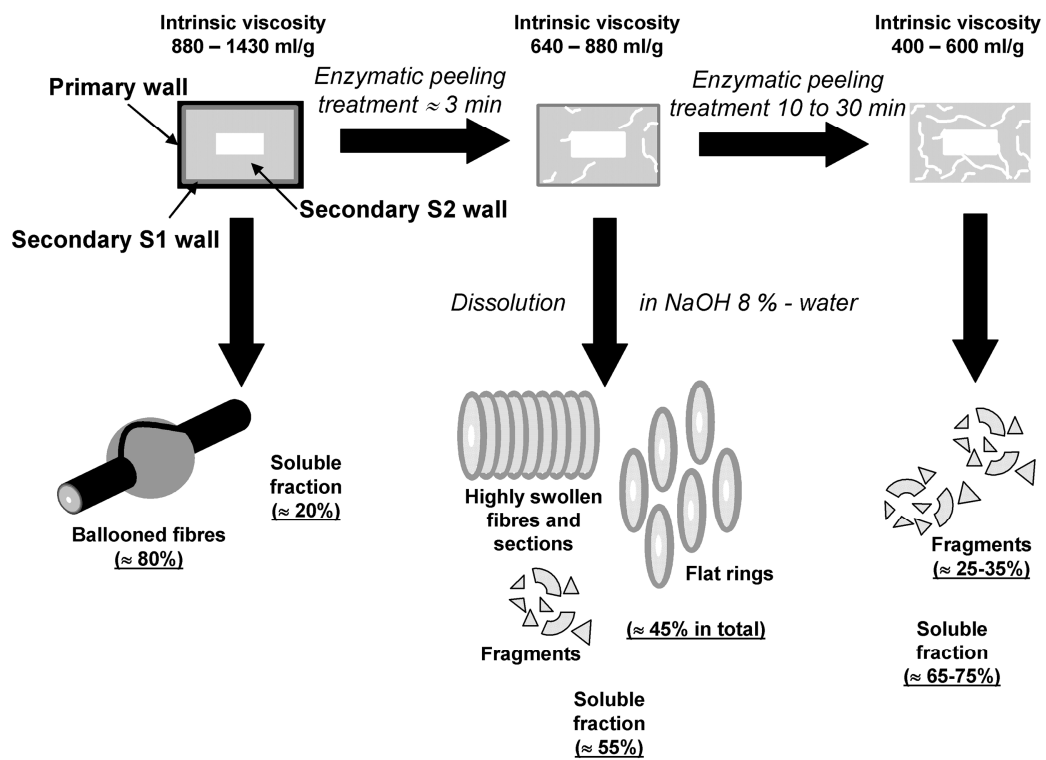 Intrinsic viscosity
880 – 1430 ml/g
Intrinsic viscosity
640 – 880 ml/g
Intrinsic viscosity
400 – 600 ml/g
Primary wall
Enzymatic peeling
treatment ≈ 3 min
Enzymatic peeling
treatment 10 to 30 min
Secondary S2 wall
Secondary S1 wall
Dissolution in NaOH 8 % - water
Ballooned fibres
(≈ 80%)
Soluble
fraction
(≈ 20%)
Highly swollen
fibres and
sections
Flat rings
Fragments
(≈ 45% in total)
Soluble
fraction
(≈ 55%)
Fragments
(≈ 25-35%)
Soluble
fraction
(≈ 65-75%)